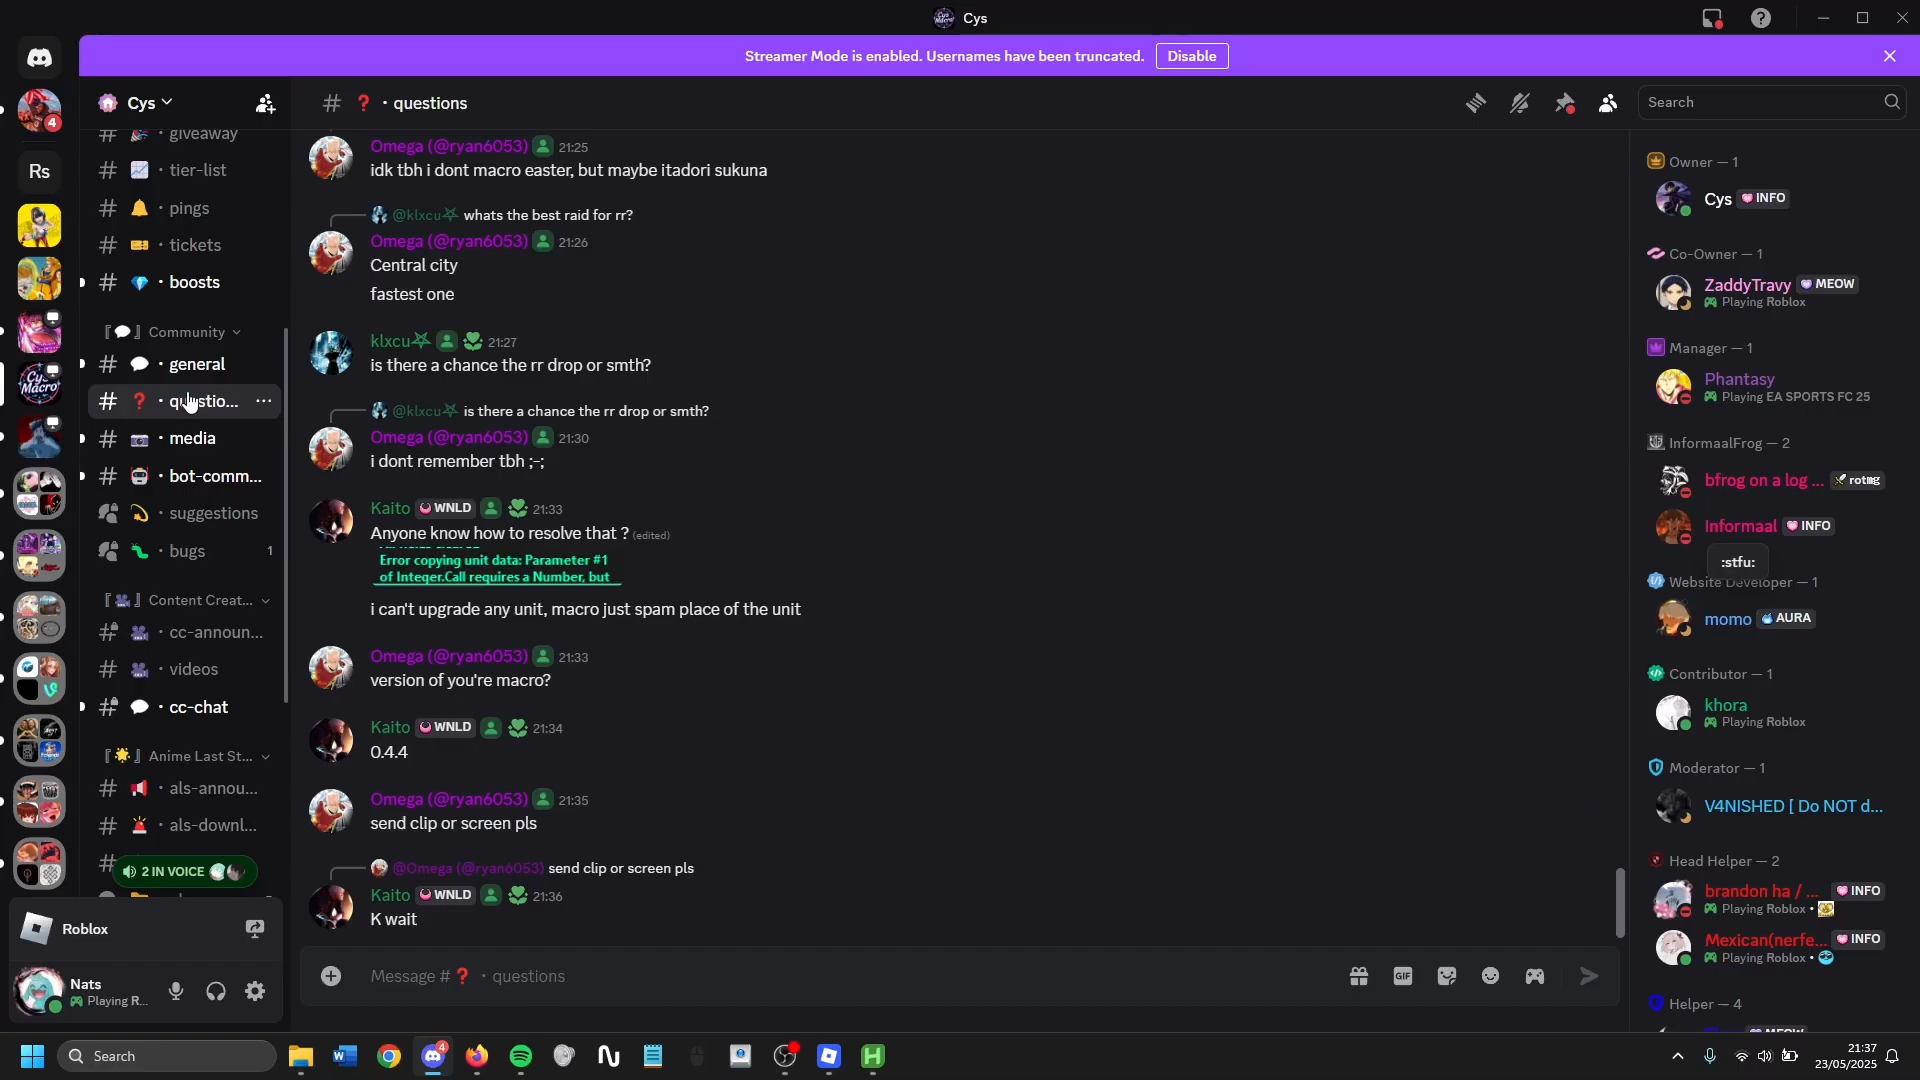 Cys
Streamer Mode is enabled. Usernames have been truncated.
Disable
4
Rs
Cys
giveaway
tier-list
pings
tickets
boosts
『💬』 Community
general
questio...
media
bot-comm...
suggestions
bugs
1
『🎥』 Content Creat...
cc-announ...
videos
cc-chat
『🌟』 Anime Last St...
als-annou...
als-downl...
2 IN VOICE
Roblox
Nats
Playing R...
# ❓ · questions
Search
Omega (@ryan6053) 21:25
idk tbh i dont macro easter, but maybe itadori sukuna
@klxcu⛧ whats the best raid for rr?
Omega (@ryan6053) 21:26
Central city
fastest one
klxcu⛧ 21:27
is there a chance the rr drop or smth?
@klxcu⛧ is there a chance the rr drop or smth?
Omega (@ryan6053) 21:30
i dont remember tbh ;-;
Kaito WNLD 21:33
Anyone know how to resolve that ? (edited)
Error copying unit data: Parameter #1
of Integer.Call requires a Number, but
i can't upgrade any unit, macro just spam place of the unit
Omega (@ryan6053) 21:33
version of you're macro?
Kaito WNLD 21:34
0.4.4
Omega (@ryan6053) 21:35
send clip or screen pls
@Omega (@ryan6053) send clip or screen pls
Kaito WNLD 21:36
K wait
Message # ❓ · questions
GIF
Owner — 1
Cys INFO
Co-Owner — 1
ZaddyTravy MEOW
Playing Roblox
Manager — 1
Phantasy
Playing EA SPORTS FC 25
InformaalFrog — 2
bfrog on a log ... rotmg
Informaal INFO
:stfu:
Website Developer — 1
momo AURA
Contributor — 1
khora
Playing Roblox
Moderator — 1
V4NISHED [ Do NOT d...
Head Helper — 2
brandon ha / ... INFO
Playing Roblox •
Mexican(nerfe... INFO
Playing Roblox •
Helper — 4
MEOW
Search
4
21:37
23/05/2025